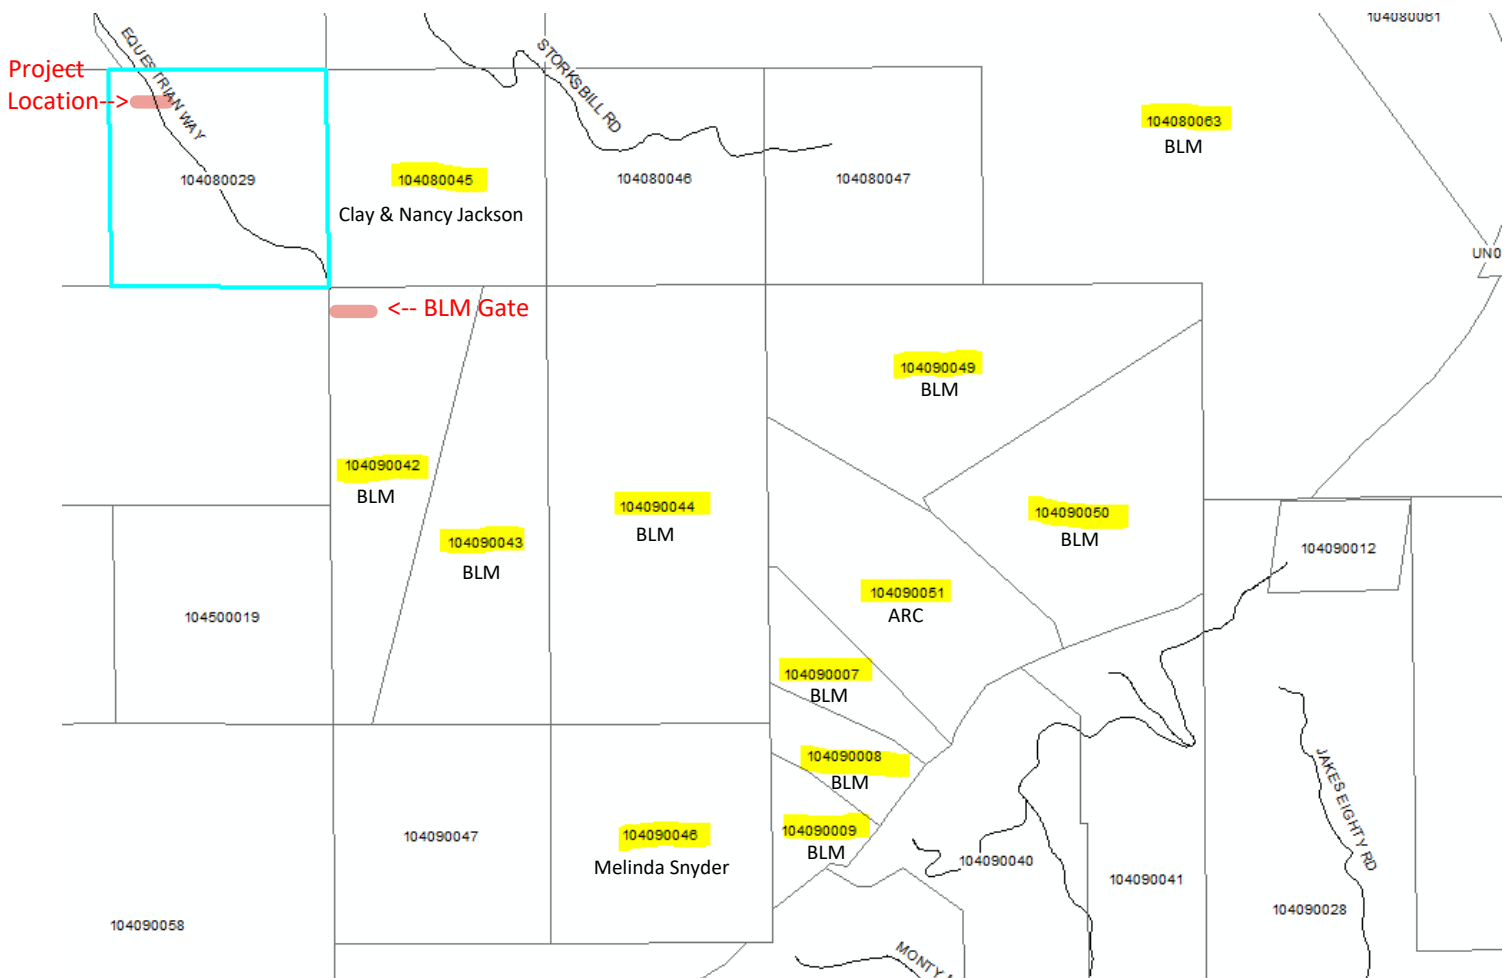 104080061
EQUESTRIAN WAY
STORKSBILL RD
Project
Location-->
104080063
BLM
104080029
104080045
104080046
104080047
Clay & Nancy Jackson
UN0
<-- BLM Gate
104090049
BLM
104090042
BLM
104090044
BLM
104090050
BLM
104090043
BLM
104090012
104090051
ARC
104500019
104090007
BLM
104090008
BLM
JAKES EIGHTY RD
104090047
104090046
Melinda Snyder
104090009
BLM
104090040
104090041
104090028
104090058
MONTY